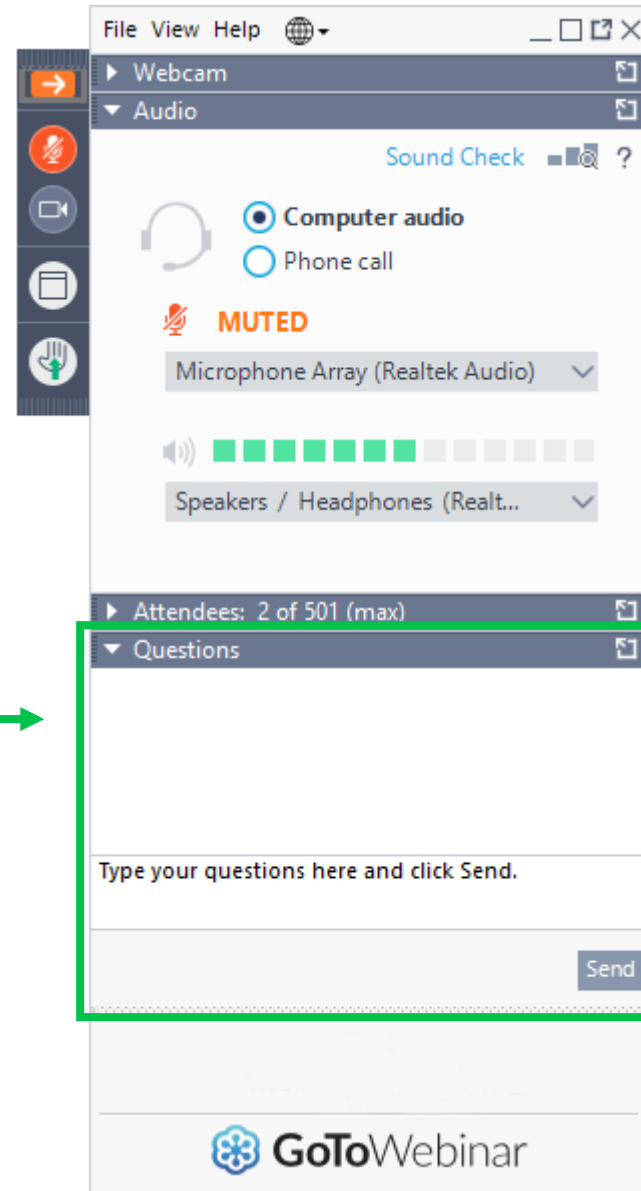 File View Help
Webcam
Audio
Sound Check ?
Computer audio
Phone call
MUTED
Microphone Array (Realtek Audio)
Speakers / Headphones (Realt...
Attendees: 2 of 501 (max)
Questions
Type your questions here and click Send.
Send
GoToWebinar